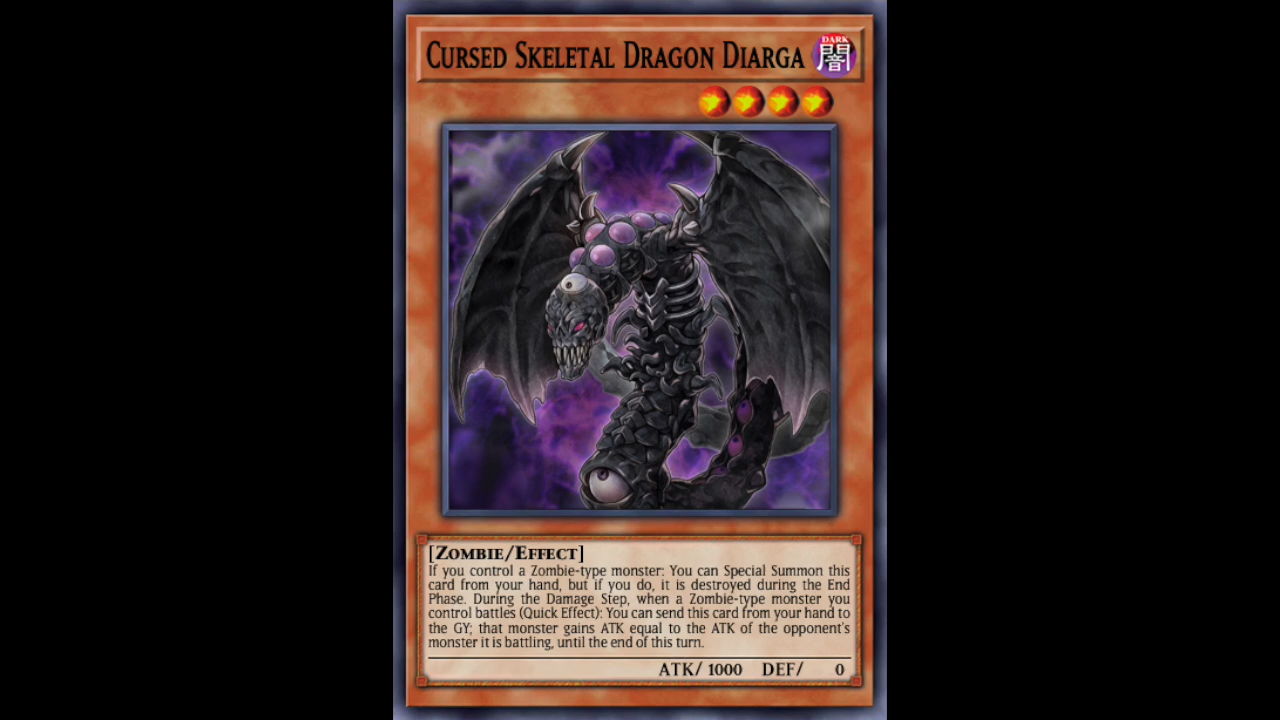 CURSED SKELETAL DRAGON DIARGA
DARK
闇
[ZOMBIE/EFFECT]
If you control a Zombie-type monster: You can Special Summon this
card from your hand, but if you do, it is destroyed during the End
Phase. During the Damage Step, when a Zombie-type monster you
control battles (Quick Effect): You can send this card from your hand to
the GY; that monster gains ATK equal to the ATK of the opponent's
monster it is battling, until the end of this turn.
ATK/ 1000 DEF/ 0